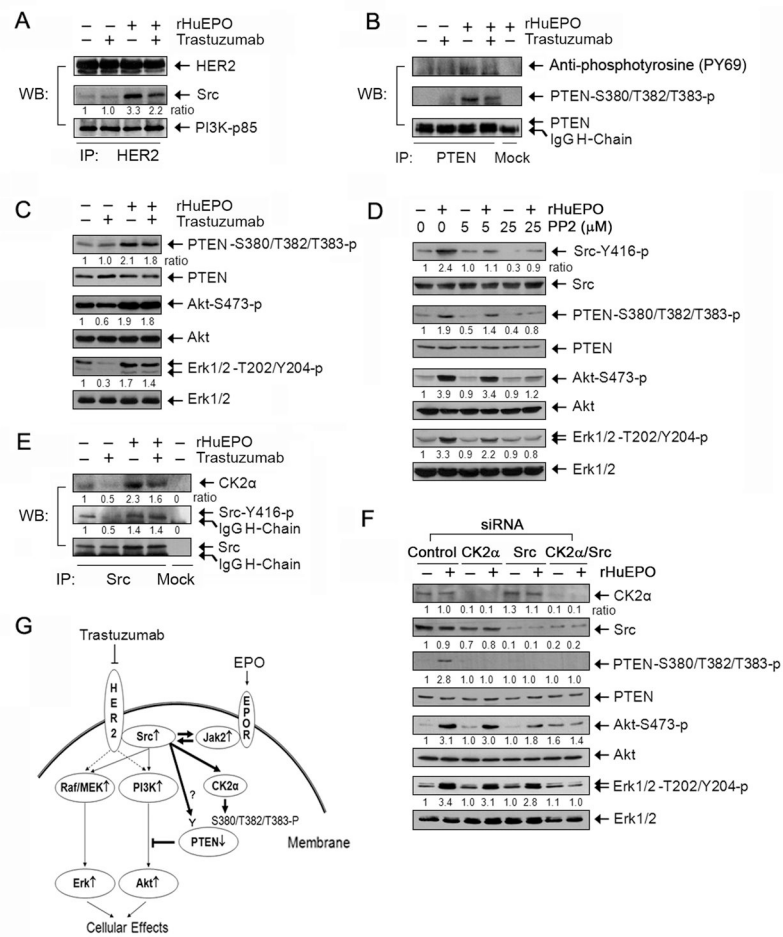 A
– – + + rHuEPO
– + – + Trastuzumab
HER2
WB:
Src
1 1.0 3.3 2.2 ratio
PI3K-p85
IP: HER2
B
– – + + + rHuEPO
– + – + Trastuzumab
Anti-phosphotyrosine (PY69)
WB:
PTEN-S380/T382/T383-p
PTEN
IgG H-Chain
IP: PTEN Mock
C
– – + + rHuEPO
– + – + Trastuzumab
PTEN-S380/T382/T383-p
1 1.0 2.1 1.8 ratio
PTEN
Akt-S473-p
1 0.6 1.9 1.8
Akt
Erk1/2-T202/Y204-p
1 0.3 1.7 1.4
Erk1/2
D
– + – + – + rHuEPO
0 0 5 5 25 25 PP2 (µM)
Src-Y416-p
1 2.4 1.0 1.1 0.3 0.9 ratio
Src
PTEN-S380/T382/T383-p
1 1.9 0.5 1.4 0.4 0.8
PTEN
Akt-S473-p
1 3.9 0.9 3.4 0.9 1.2
Akt
Erk1/2-T202/Y204-p
1 3.3 0.9 2.2 0.9 0.8
Erk1/2
E
– – + + – rHuEPO
– + – + – Trastuzumab
CK2α
1 0.5 2.3 1.6 0 ratio
WB:
Src-Y416-p
IgG H-Chain
1 0.5 1.4 1.4 0
Src
IgG H-Chain
IP: Src Mock
F
siRNA
Control CK2α Src CK2α/Src
– + – + – + – + rHuEPO
CK2α
1 1.0 0.1 0.1 1.3 1.1 0.1 0.1 ratio
Src
1 0.9 0.7 0.8 0.1 0.1 0.2 0.2
PTEN-S380/T382/T383-p
1 2.8 1.0 1.0 1.0 1.0 1.0 1.0
PTEN
Akt-S473-p
1 3.1 1.0 3.0 1.0 1.8 1.6 1.4
Akt
Erk1/2-T202/Y204-p
1 3.4 1.0 3.1 1.0 2.8 1.1 1.0
Erk1/2
G
Trastuzumab
EPO
HER2
EPOR
Src↑
Jak2↑
Raf/MEK↑
PI3K↑
CK2α
?
Y
S380/T382/T383-P
PTEN↓
Membrane
Erk↑
Akt↑
Cellular Effects